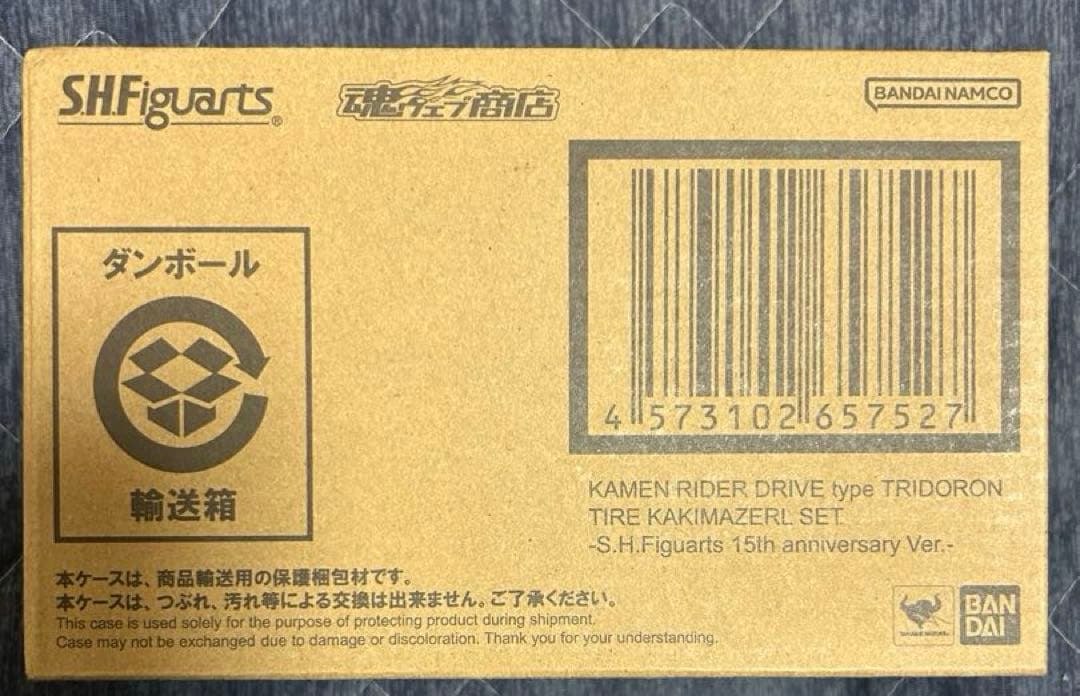 S.H.Figuarts®
魂ウェブ商店
BANDAI NAMCO
ダンボール
輸送箱
4 573102 657527
KAMEN RIDER DRIVE type TRIDORON
TIRE KAKIMAZERL SET
-S.H.Figuarts 15th anniversary Ver.-
本ケースは、商品輸送用の保護梱包材です。
本ケースは、つぶれ、汚れ等による交換は出来ません。ご了承ください。
This case is used solely for the purpose of protecting product during shipment.
Case may not be exchanged due to damage or discoloration. Thank you for your understanding.
BAN
DAI